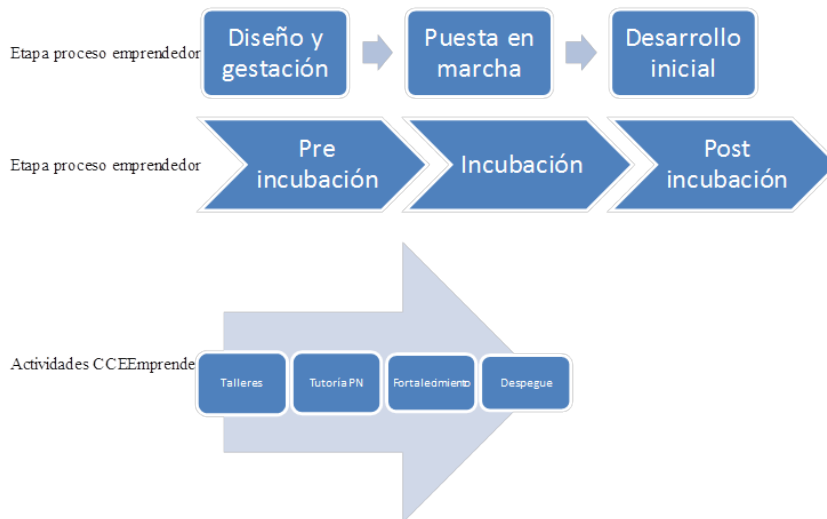 Etapa proceso emprendedor
Diseño y
gestación
Puesta en
marcha
Desarrollo
inicial
Etapa proceso emprendedor
Pre
incubación
Incubación
Post
incubación
Actividades CCEEmprende
Talleres
Tutoria PN
Fortalecimiento
Despegue